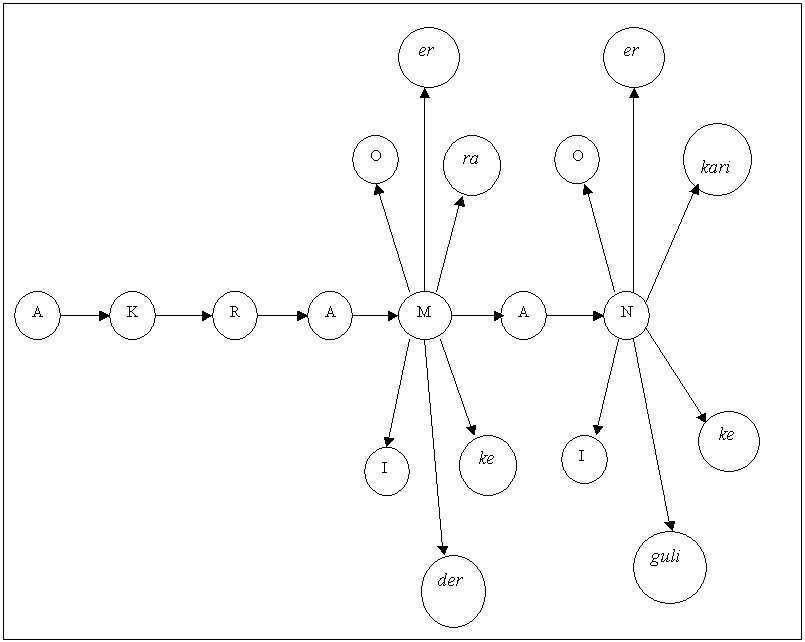 er er
O ra O kari
A K R A M A N
I ke I ke
der guli